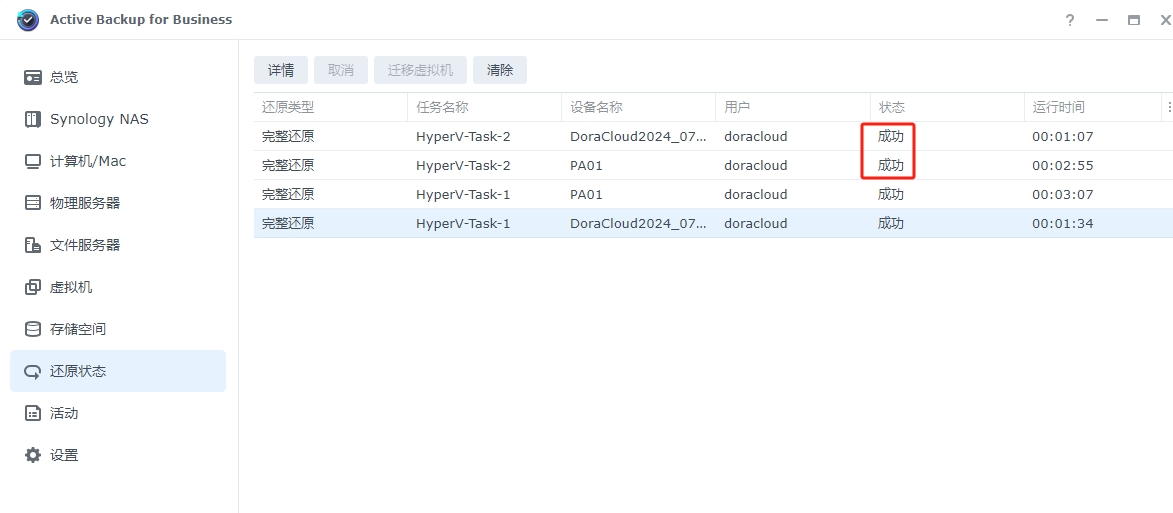 Active Backup for Business
总览
Synology NAS
计算机/Mac
物理服务器
文件服务器
虚拟机
存储空间
还原状态
活动
设置
详情 取消 迁移虚拟机 清除
还原类型 任务名称 设备名称 用户 状态 运行时间
完整还原 HyperV-Task-2 DoraCloud2024_07... doracloud 成功 00:01:07
完整还原 HyperV-Task-2 PA01 doracloud 成功 00:02:55
完整还原 HyperV-Task-1 PA01 doracloud 成功 00:03:07
完整还原 HyperV-Task-1 DoraCloud2024_07... doracloud 成功 00:01:34